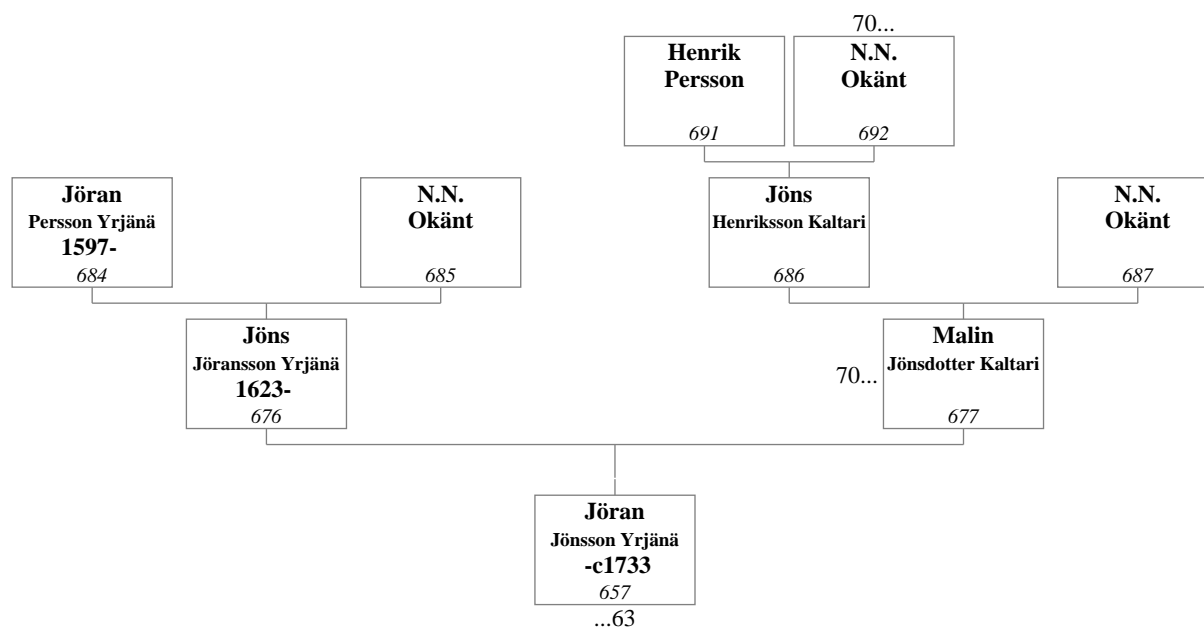 70...
Henrik
Persson
691
N.N.
Okänt
692
Jöran
Persson Yrjänä
1597-
684
N.N.
Okänt
685
Jöns
Henriksson Kaltari
686
N.N.
Okänt
687
Jöns
Jöransson Yrjänä
1623-
676
70...
Malin
Jönsdotter Kaltari
677
Jöran
Jönsson Yrjänä
-c1733
657
...63